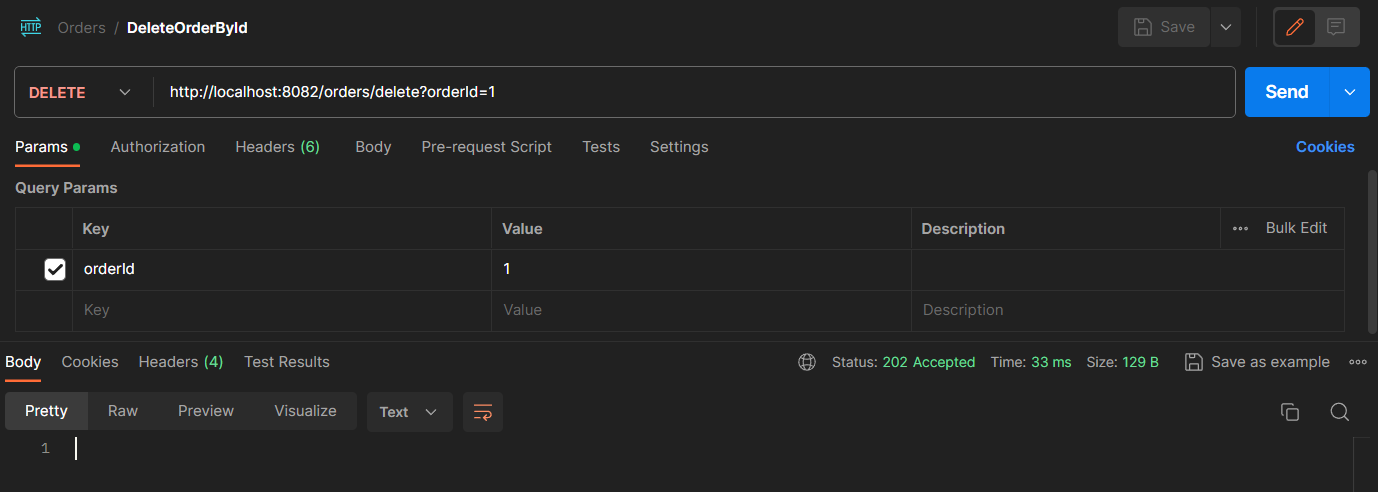 HTTP Orders / DeleteOrderById Save
DELETE http://localhost:8082/orders/delete?orderId=1 Send
Params Authorization Headers (6) Body Pre-request Script Tests Settings Cookies
Query Params
Key Value Description Bulk Edit
orderId 1
Key Value Description
Body Cookies Headers (4) Test Results Status: 202 Accepted Time: 33 ms Size: 129 B Save as example
Pretty Raw Preview Visualize Text
1